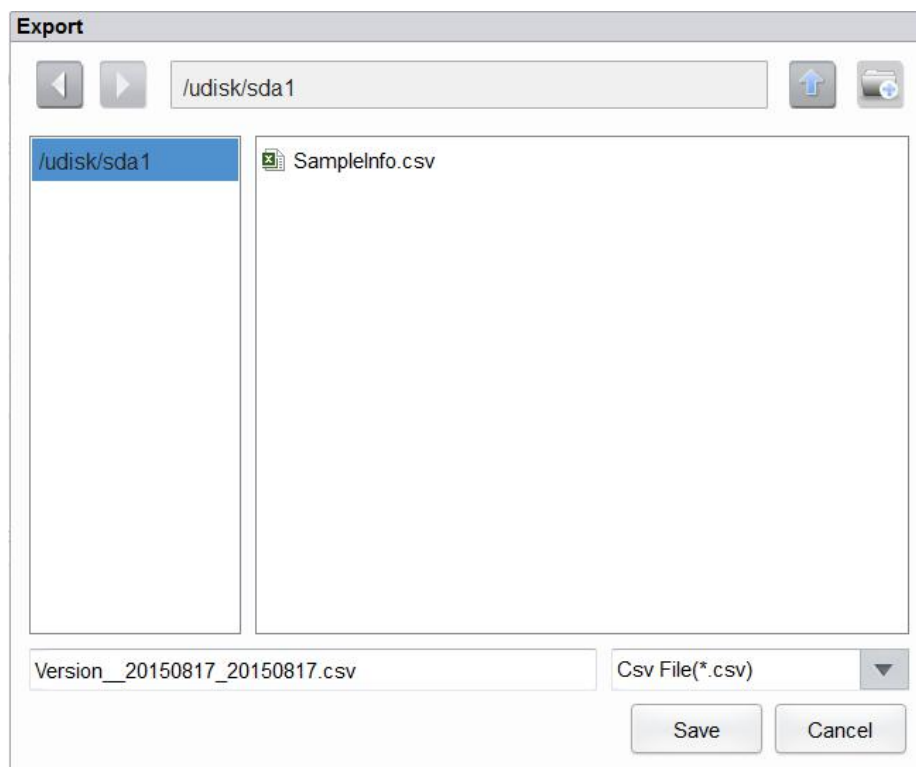 Export
/udisk/sda1
/udisk/sda1
SampleInfo.csv
Version__20150817_20150817.csv
Csv File(*.csv)
Save
Cancel